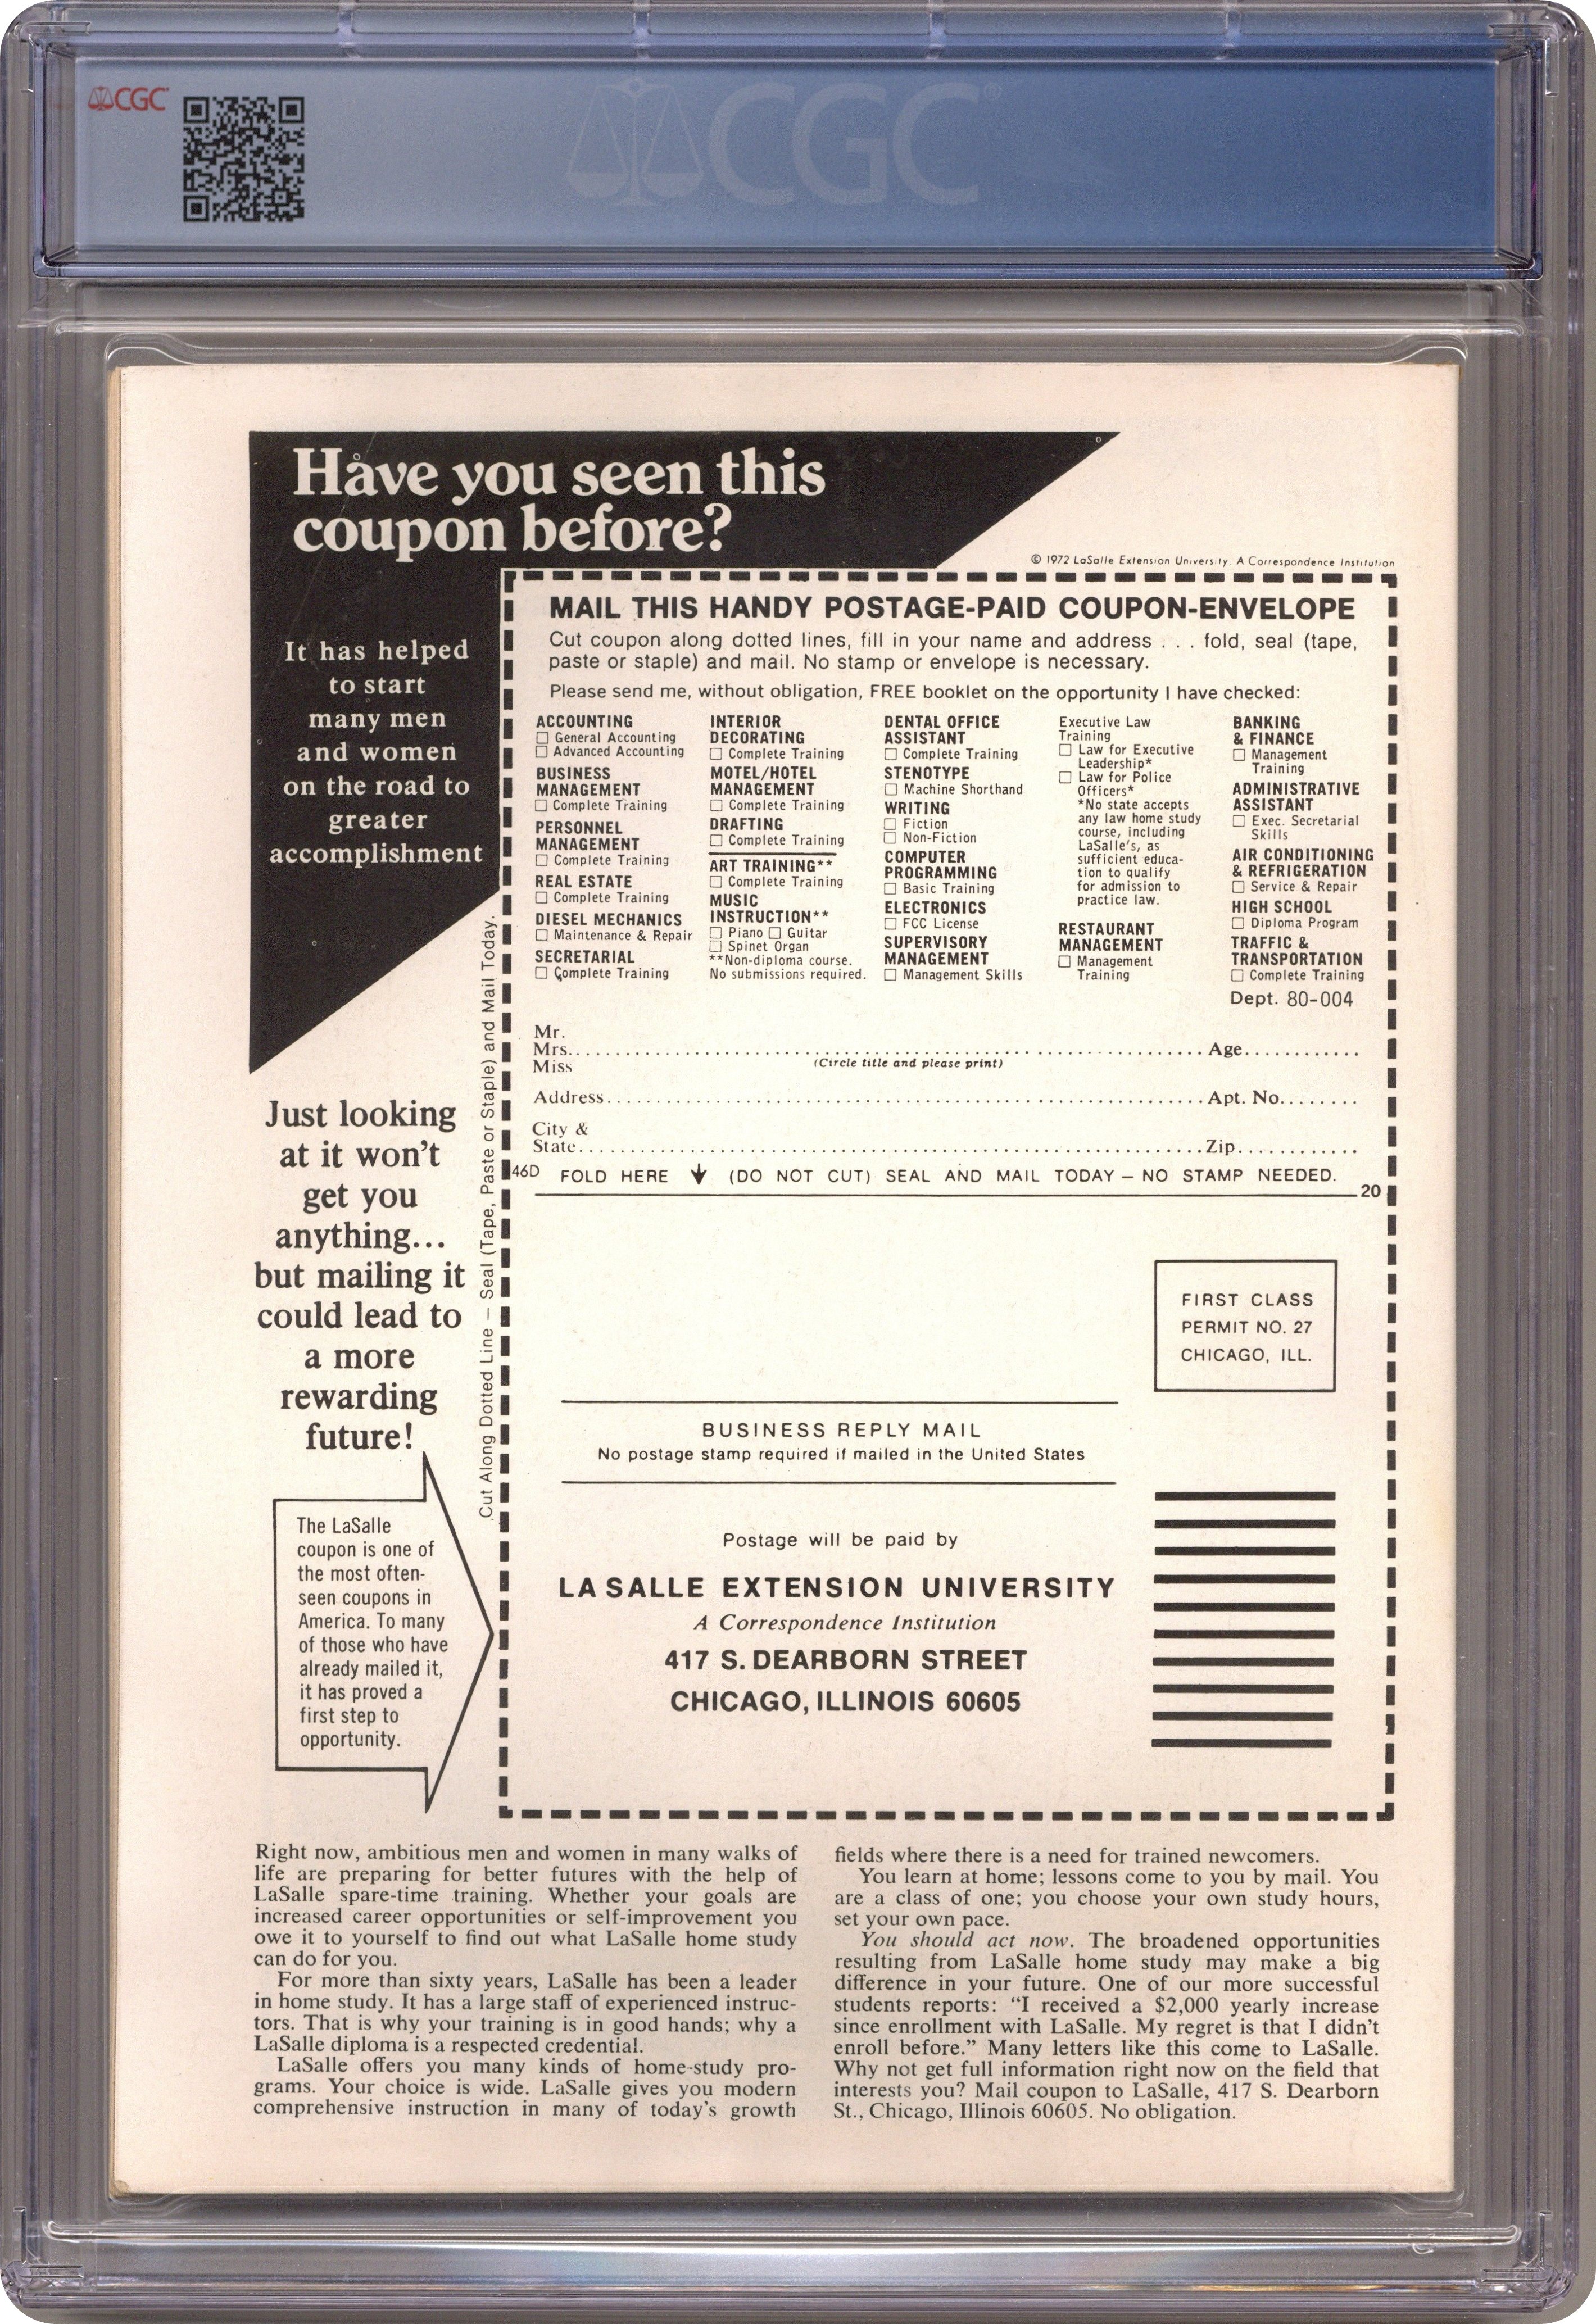 CGC
CGC®
Have you seen this
coupon before?
© 1972 LaSalle Extension University. A Correspondence Institution
It has helped
to start
many men
and women
on the road to
greater
accomplishment
MAIL THIS HANDY POSTAGE-PAID COUPON-ENVELOPE
Cut coupon along dotted lines, fill in your name and address . . . fold, seal (tape,
paste or staple) and mail. No stamp or envelope is necessary.
Please send me, without obligation, FREE booklet on the opportunity I have checked:
ACCOUNTING
☐ General Accounting
☐ Advanced Accounting
BUSINESS
MANAGEMENT
☐ Complete Training
PERSONNEL
MANAGEMENT
☐ Complete Training
REAL ESTATE
☐ Complete Training
DIESEL MECHANICS
☐ Maintenance & Repair
SECRETARIAL
☐ Complete Training
INTERIOR
DECORATING
☐ Complete Training
MOTEL/HOTEL
MANAGEMENT
☐ Complete Training
DRAFTING
☐ Complete Training
ART TRAINING**
☐ Complete Training
MUSIC
INSTRUCTION**
☐ Piano ☐ Guitar
☐ Spinet Organ
**Non-diploma course.
No submissions required.
DENTAL OFFICE
ASSISTANT
☐ Complete Training
STENOTYPE
☐ Machine Shorthand
WRITING
☐ Fiction
☐ Non-Fiction
COMPUTER
PROGRAMMING
☐ Basic Training
ELECTRONICS
☐ FCC License
SUPERVISORY
MANAGEMENT
☐ Management Skills
Executive Law
Training
☐ Law for Executive
Leadership*
☐ Law for Police
Officers*
*No state accepts
any law home study
course, including
LaSalle's, as
sufficient educa-
tion to qualify
for admission to
practice law.
RESTAURANT
MANAGEMENT
☐ Management
Training
BANKING
& FINANCE
☐ Management
Training
ADMINISTRATIVE
ASSISTANT
☐ Exec. Secretarial
Skills
AIR CONDITIONING
& REFRIGERATION
☐ Service & Repair
HIGH SCHOOL
☐ Diploma Program
TRAFFIC &
TRANSPORTATION
☐ Complete Training
Dept. 80-004
Mr.
Mrs. Age
Miss (Circle title and please print)
Address Apt. No.
City &
State Zip
46D FOLD HERE ↓ (DO NOT CUT) SEAL AND MAIL TODAY – NO STAMP NEEDED.
20
Cut Along Dotted Line – Seal (Tape, Paste or Staple) and Mail Today.
Just looking
at it won't
get you
anything...
but mailing it
could lead to
a more
rewarding
future!
The LaSalle
coupon is one of
the most often-
seen coupons in
America. To many
of those who have
already mailed it,
it has proved a
first step to
opportunity.
FIRST CLASS
PERMIT NO. 27
CHICAGO, ILL.
BUSINESS REPLY MAIL
No postage stamp required if mailed in the United States
Postage will be paid by
LA SALLE EXTENSION UNIVERSITY
A Correspondence Institution
417 S. DEARBORN STREET
CHICAGO, ILLINOIS 60605
Right now, ambitious men and women in many walks of
life are preparing for better futures with the help of
LaSalle spare-time training. Whether your goals are
increased career opportunities or self-improvement you
owe it to yourself to find out what LaSalle home study
can do for you.
For more than sixty years, LaSalle has been a leader
in home study. It has a large staff of experienced instruc-
tors. That is why your training is in good hands; why a
LaSalle diploma is a respected credential.
LaSalle offers you many kinds of home-study pro-
grams. Your choice is wide. LaSalle gives you modern
comprehensive instruction in many of today's growth
fields where there is a need for trained newcomers.
You learn at home; lessons come to you by mail. You
are a class of one; you choose your own study hours,
set your own pace.
You should act now. The broadened opportunities
resulting from LaSalle home study may make a big
difference in your future. One of our more successful
students reports: “I received a $2,000 yearly increase
since enrollment with LaSalle. My regret is that I didn't
enroll before.” Many letters like this come to LaSalle.
Why not get full information right now on the field that
interests you? Mail coupon to LaSalle, 417 S. Dearborn
St., Chicago, Illinois 60605. No obligation.